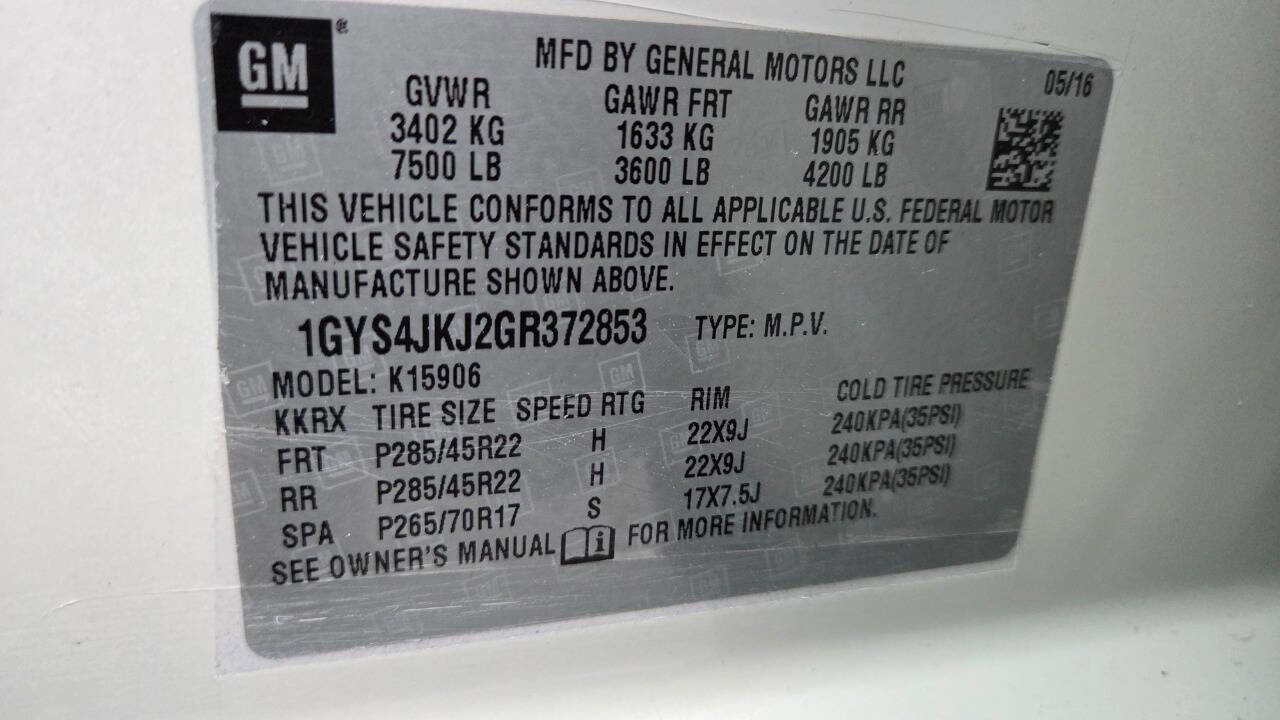 GM ®
MFD BY GENERAL MOTORS LLC 05/16
GVWR GAWR FRT GAWR RR
3402 KG 1633 KG 1905 KG
7500 LB 3600 LB 4200 LB
THIS VEHICLE CONFORMS TO ALL APPLICABLE U.S. FEDERAL MOTOR
VEHICLE SAFETY STANDARDS IN EFFECT ON THE DATE OF
MANUFACTURE SHOWN ABOVE.
1GYS4JKJ2GR372853 TYPE: M.P.V.
MODEL: K15906
KKRX TIRE SIZE SPEED RTG RIM COLD TIRE PRESSURE
FRT P285/45R22 H 22X9J 240KPA(35PSI)
RR P285/45R22 H 22X9J 240KPA(35PSI)
SPA P265/70R17 S 17X7.5J 240KPA(35PSI)
SEE OWNER'S MANUAL i FOR MORE INFORMATION.